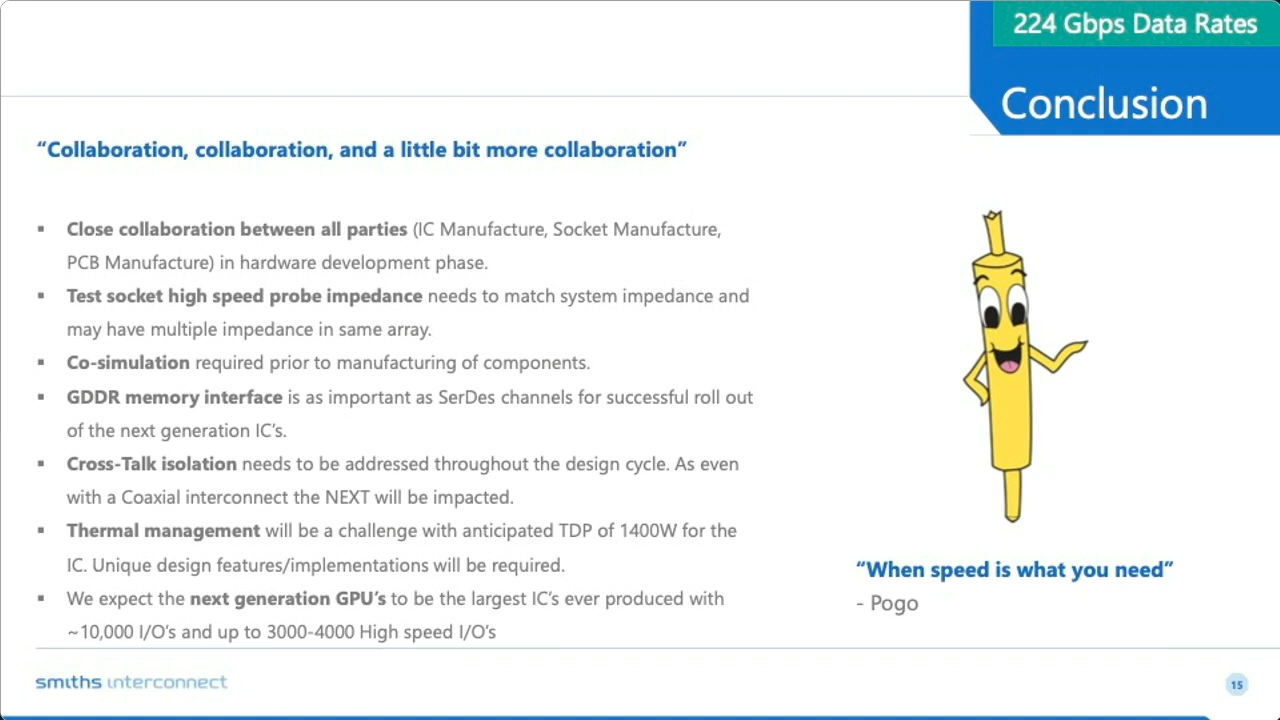 224 Gbps Data Rates
Conclusion
“Collaboration, collaboration, and a little bit more collaboration”
▪ Close collaboration between all parties (IC Manufacture, Socket Manufacture,
PCB Manufacture) in hardware development phase.
▪ Test socket high speed probe impedance needs to match system impedance and
may have multiple impedance in same array.
▪ Co-simulation required prior to manufacturing of components.
▪ GDDR memory interface is as important as SerDes channels for successful roll out
of the next generation IC’s.
▪ Cross-Talk isolation needs to be addressed throughout the design cycle. As even
with a Coaxial interconnect the NEXT will be impacted.
▪ Thermal management will be a challenge with anticipated TDP of 1400W for the
IC. Unique design features/implementations will be required.
▪ We expect the next generation GPU’s to be the largest IC’s ever produced with
~10,000 I/O’s and up to 3000-4000 High speed I/O’s
“When speed is what you need”
- Pogo
smiths interconnect
15